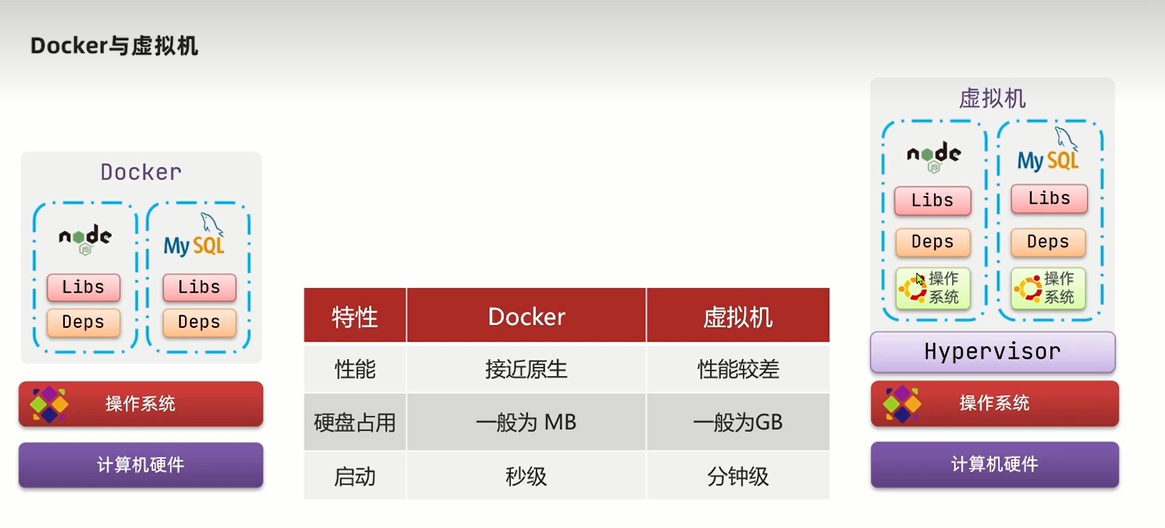 Docker与虚拟机
Docker
node
JS
MySQL
Libs
Libs
Deps
Deps
操作系统
计算机硬件
特性 Docker 虚拟机
性能 接近原生 性能较差
硬盘占用 一般为 MB 一般为GB
启动 秒级 分钟级
虚拟机
node
JS
MySQL
Libs
Libs
Deps
Deps
操作
系统
操作
系统
Hypervisor
操作系统
计算机硬件